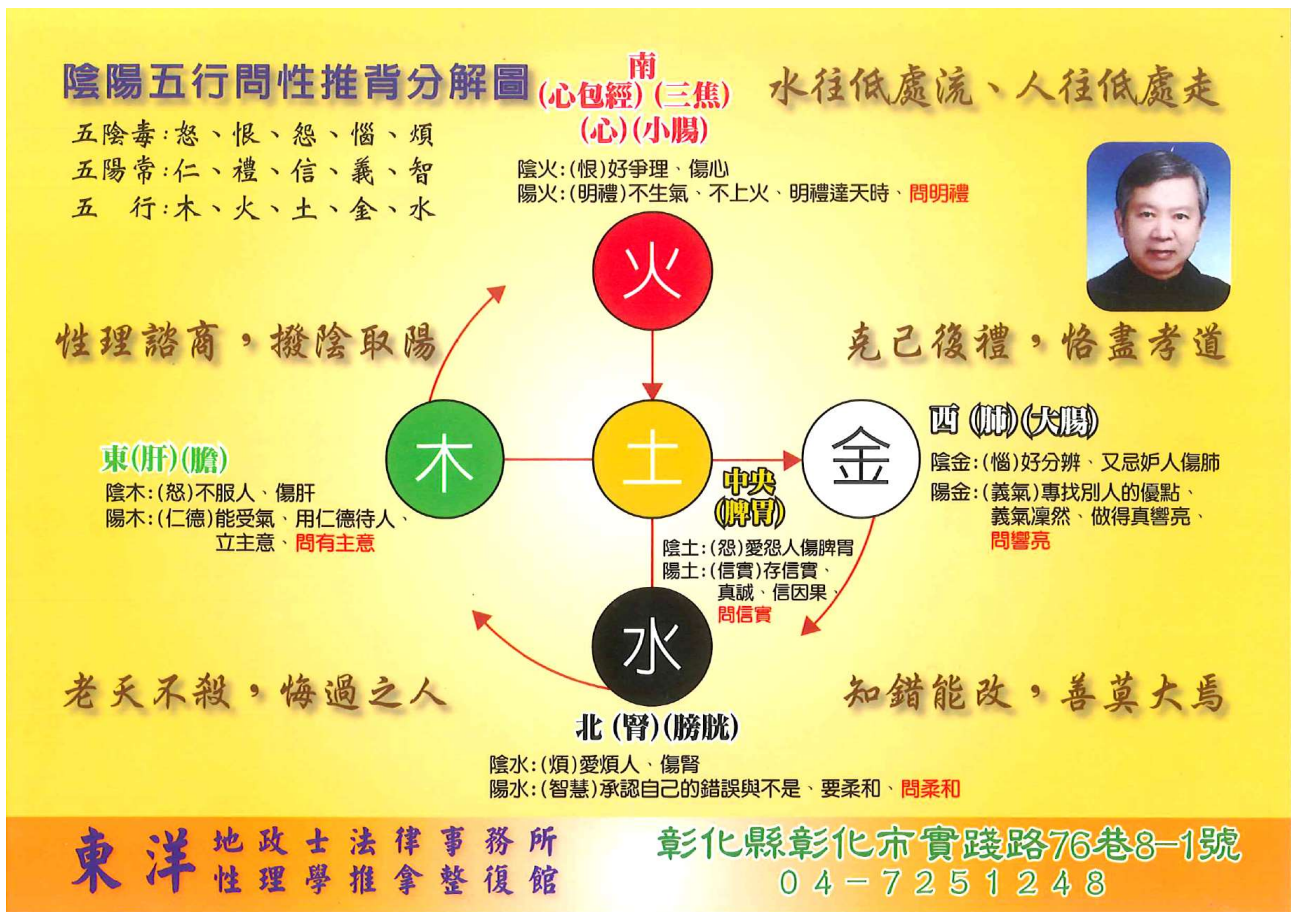 陰陽五行問性推背分解圖
五陰毒:怒、恨、怨、惱、煩
五陽常:仁、禮、信、義、智
五　行:木、火、土、金、水
南
(心包經)(三焦)
(心)(小腸)
水往低處流、人往低處走
陰火:(恨)好爭理、傷心
陽火:(明禮)不生氣、不上火、明禮達天時、問明禮
火
性理諮商，撥陰取陽
克己後禮，恪盡孝道
木
土
金
東(肝)(膽)
陰木:(怒)不服人、傷肝
陽木:(仁德)能受氣、用仁德待人、
立主意、問有主意
中央
(脾胃)
陰土:(怨)愛怨人傷脾胃
陽土:(信實)存信實、
真誠、信因果、
問信實
西 (肺)(大腸)
陰金:(惱)好分辨、又忌妒人傷肺
陽金:(義氣)專找別人的優點、
義氣凜然、做得真響亮、
問響亮
水
老天不殺，悔過之人
知錯能改，善莫大焉
北 (腎)(膀胱)
陰水:(煩)愛煩人、傷腎
陽水:(智慧)承認自己的錯誤與不是、要柔和、問柔和
東洋
地政士法律事務所
性理學推拿整復館
彰化縣彰化市實踐路76巷8-1號
04-7251248